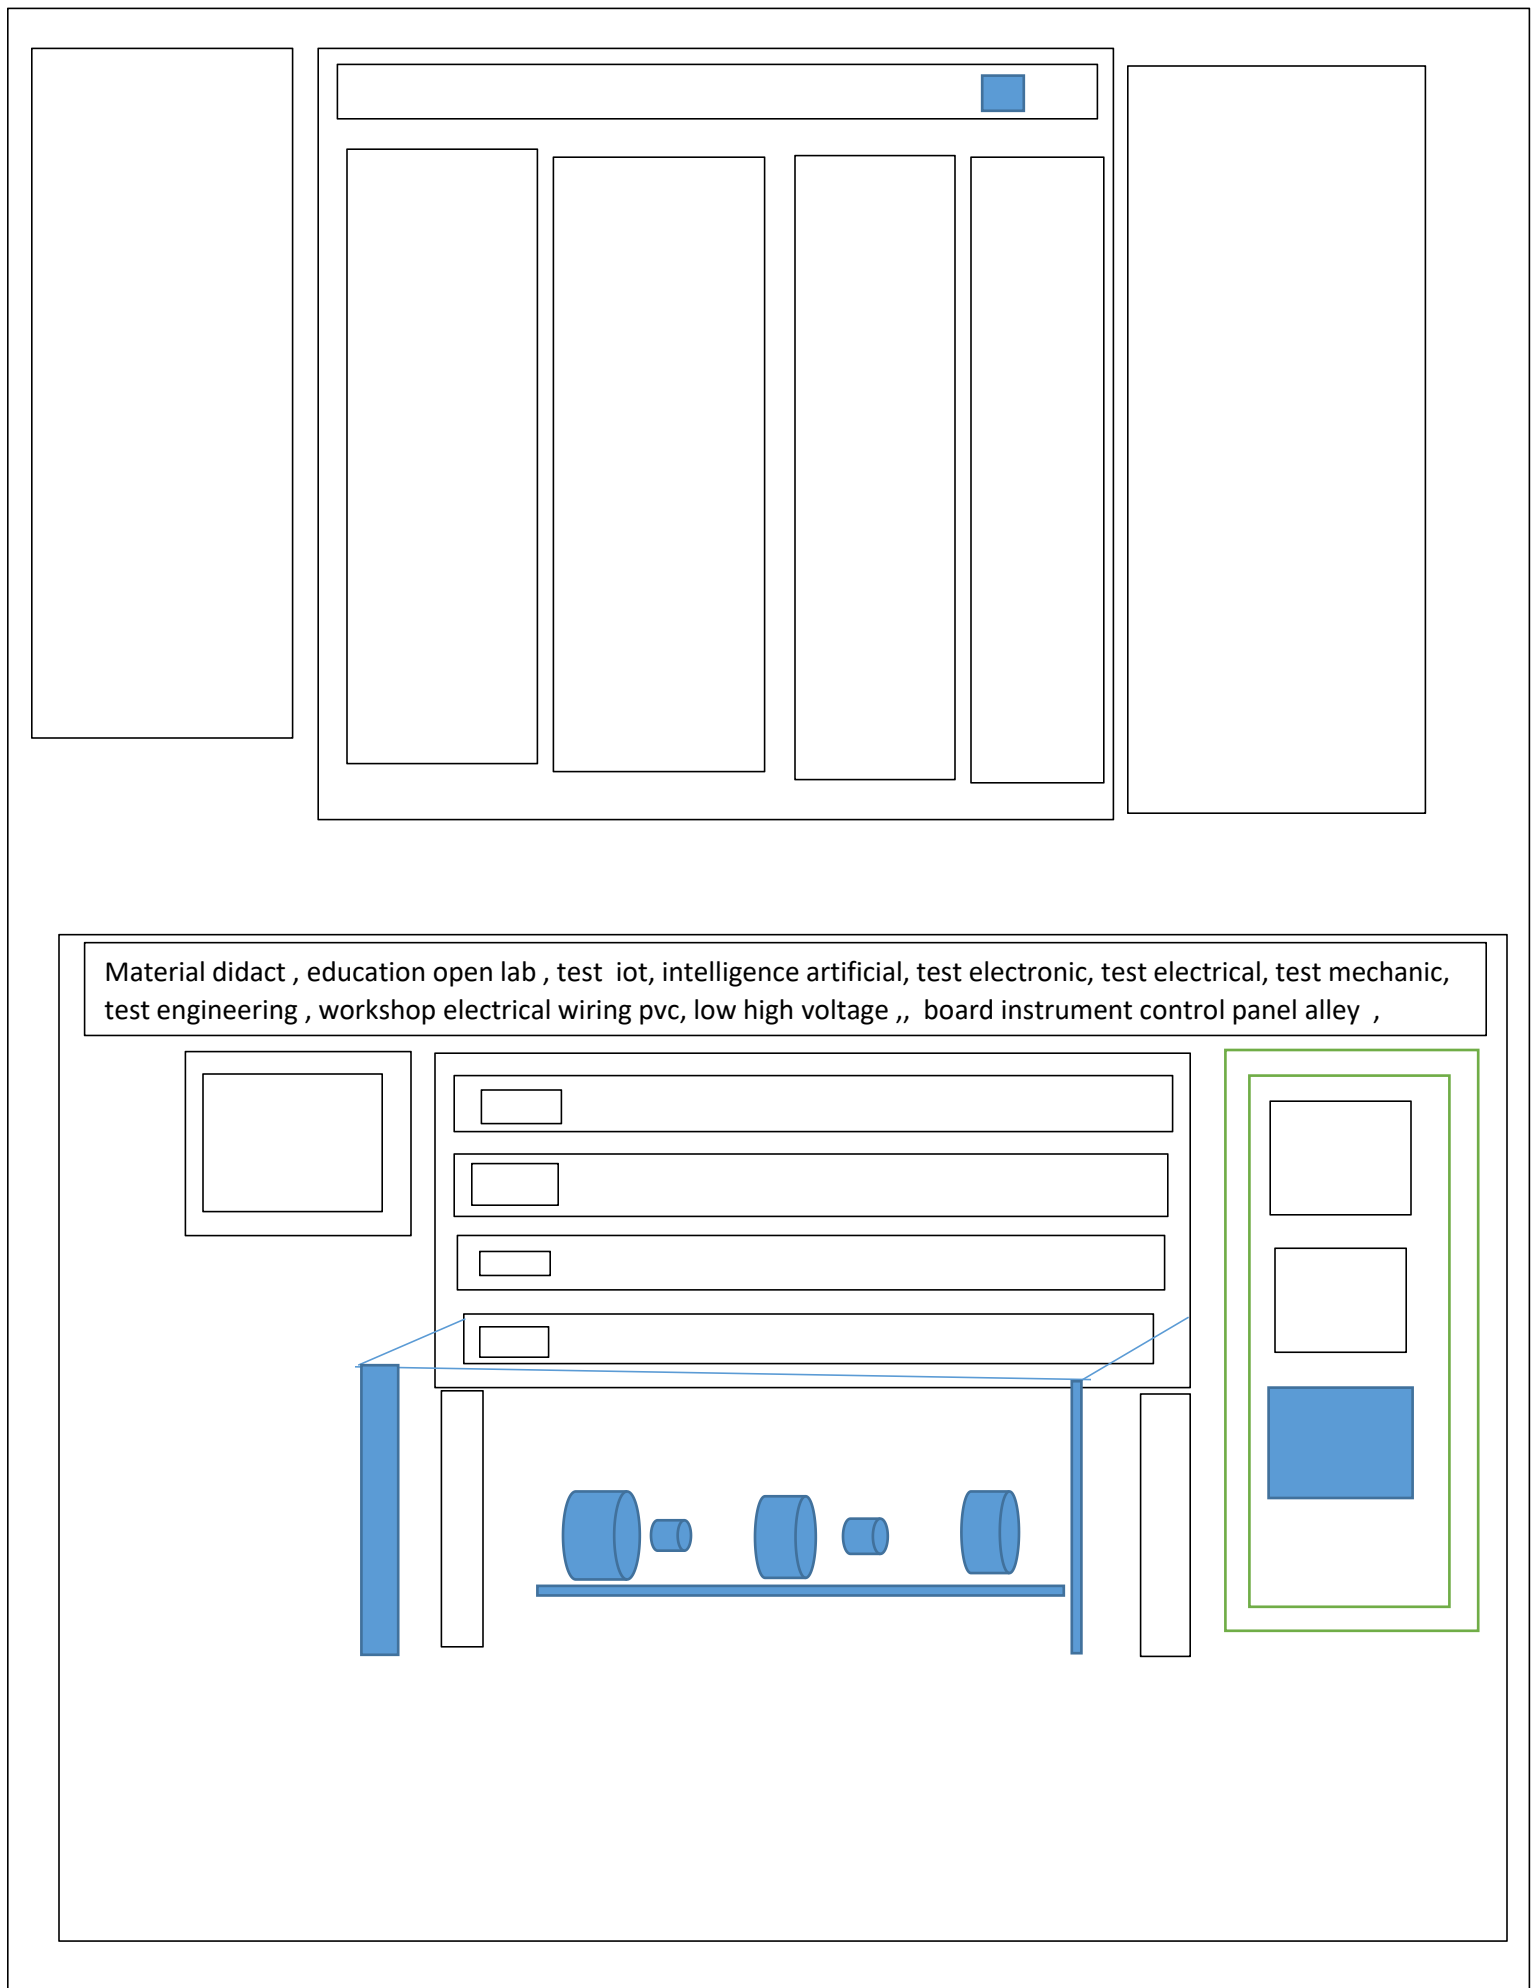 Material didact , education open lab , test  iot, intelligence artificial, test electronic, test electrical, test mechanic,
test engineering , workshop electrical wiring pvc, low high voltage ,,  board instrument control panel alley  ,